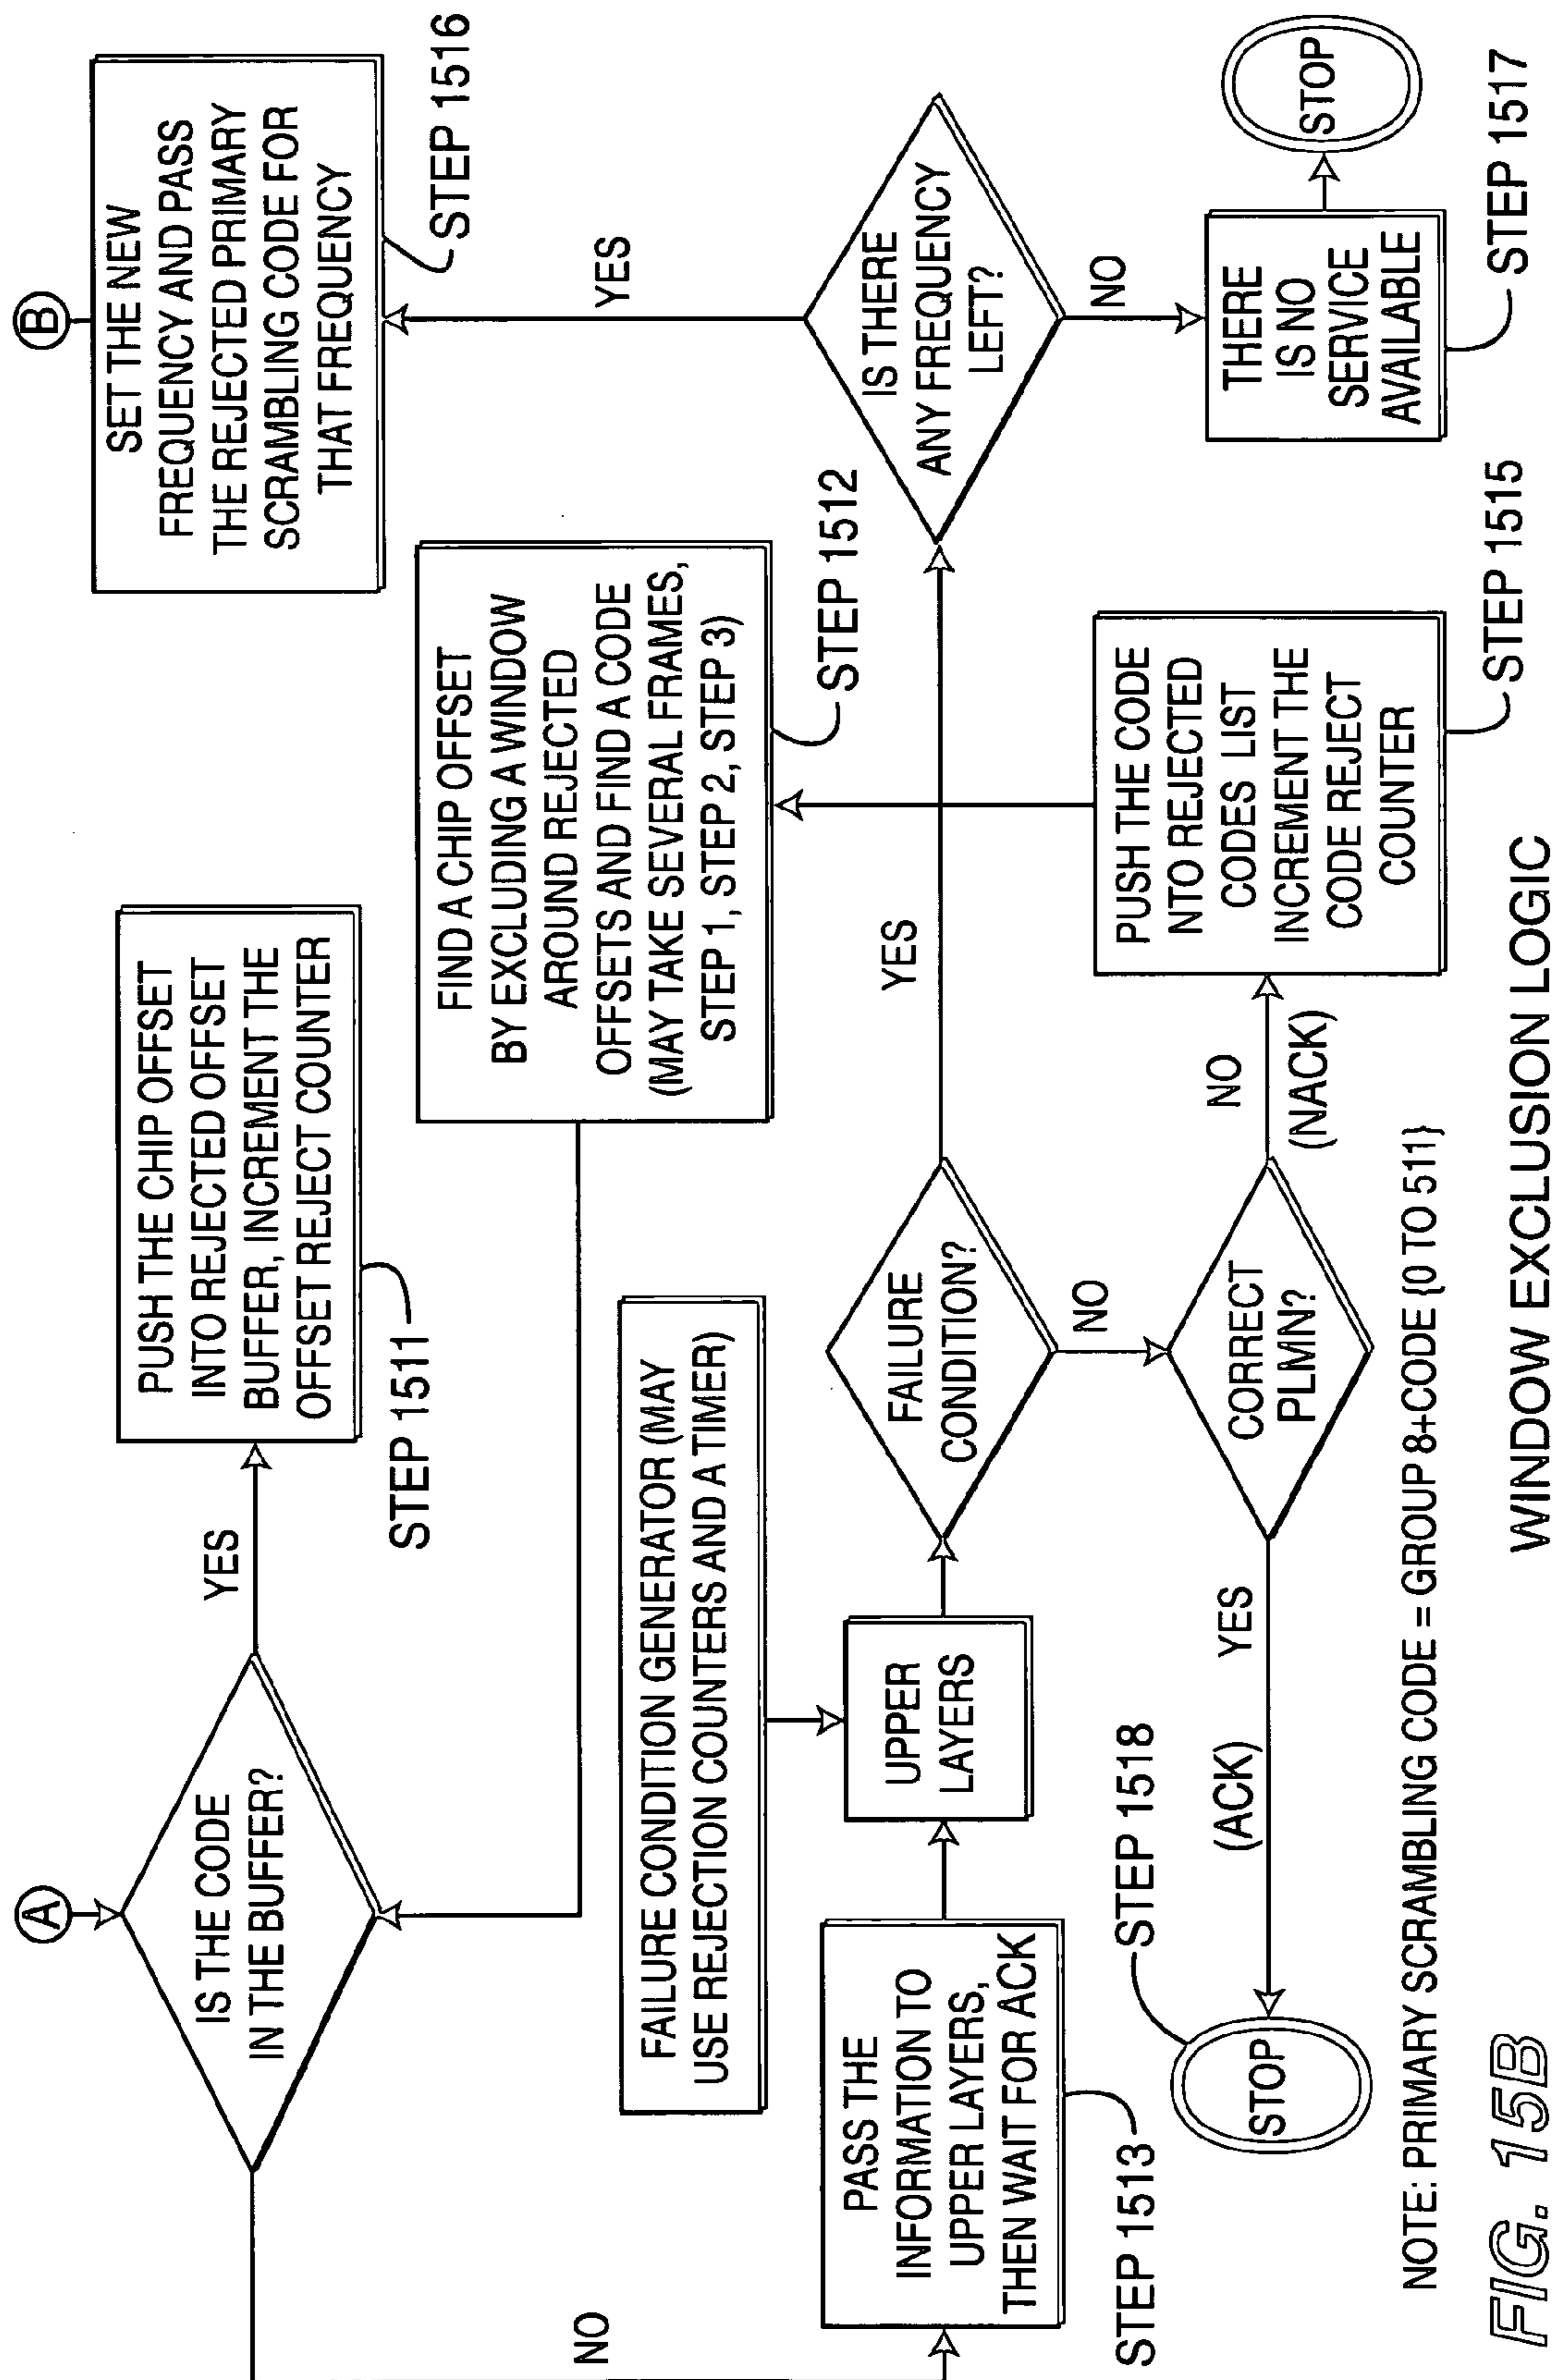 A
IS THE CODE
IN THE BUFFER?
YES
NO
PUSH THE CHIP OFFSET
INTO REJECTED OFFSET
BUFFER, INCREMENT THE
OFFSET REJECT COUNTER
STEP 1511
B
SET THE NEW
FREQUENCY AND PASS
THE REJECTED PRIMARY
SCRAMBLING CODE FOR
THAT FREQUENCY
STEP 1516
FIND A CHIP OFFSET
BY EXCLUDING A WINDOW
AROUND REJECTED
OFFSETS AND FIND A CODE
(MAY TAKE SEVERAL FRAMES,
STEP 1, STEP 2, STEP 3)
STEP 1512
FAILURE CONDITION GENERATOR (MAY
USE REJECTION COUNTERS AND A TIMER)
PASS THE
INFORMATION TO
UPPER LAYERS,
THEN WAIT FOR ACK
STEP 1513
UPPER
LAYERS
FAILURE
CONDITION?
YES
NO
IS THERE
ANY FREQUENCY
LEFT?
YES
NO
CORRECT
PLMN?
YES
(ACK)
NO
(NACK)
STOP
STEP 1518
PUSH THE CODE
NTO REJECTED
CODES LIST
INCREMENT THE
CODE REJECT
COUNTER
STEP 1515
THERE
IS NO
SERVICE
AVAILABLE
STEP 1517
STOP
NOTE: PRIMARY SCRAMBLING CODE = GROUP 8+CODE {0 TO 511}
WINDOW EXCLUSION LOGIC
FIG. 15B